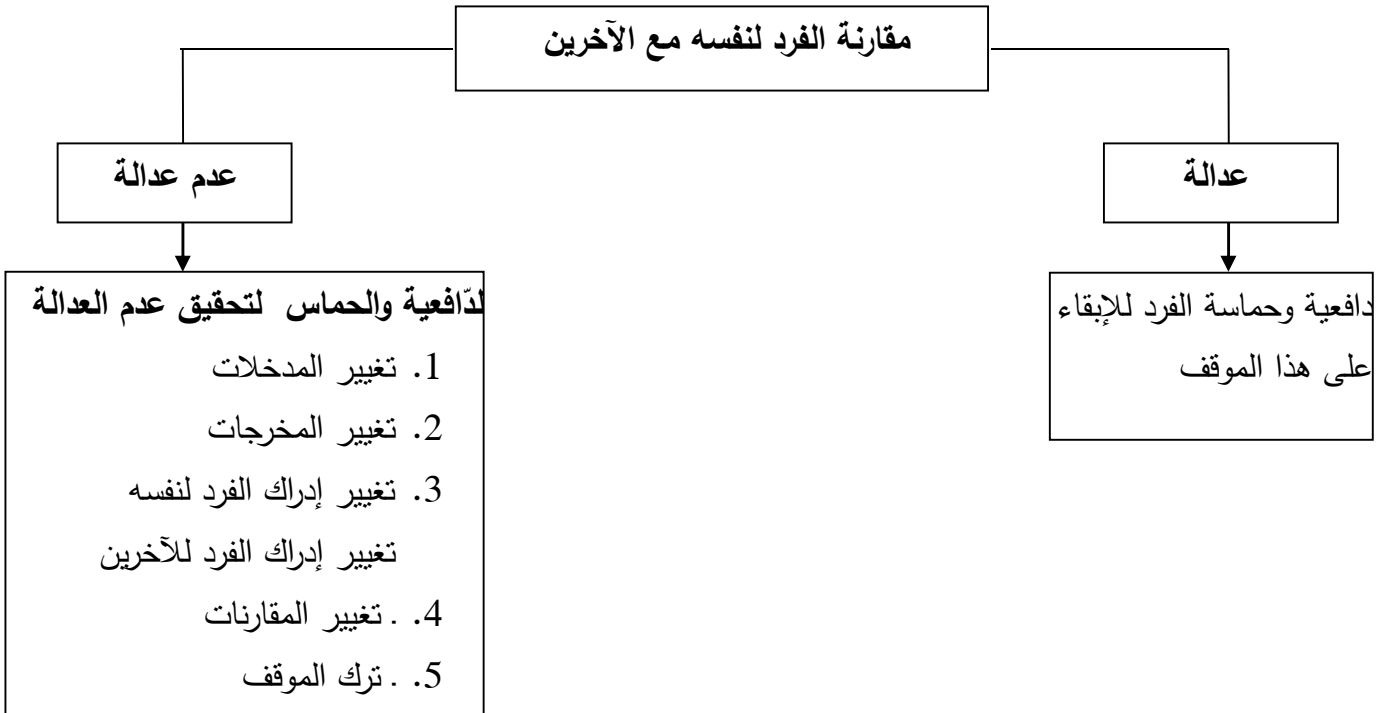 مقارنة الفرد لنفسه مع الآخرين
عدالة
عدم عدالة
دافعية وحماسة الفرد للإبقاء
على هذا الموقف
لدّافعية والحماس لتحقيق عدم العدالة
1. تغيير المدخلات
2. تغيير المخرجات
3. تغيير إدراك الفرد لنفسه
تغيير إدراك الفرد للآخرين
4. . تغيير المقارنات
5. . ترك الموقف